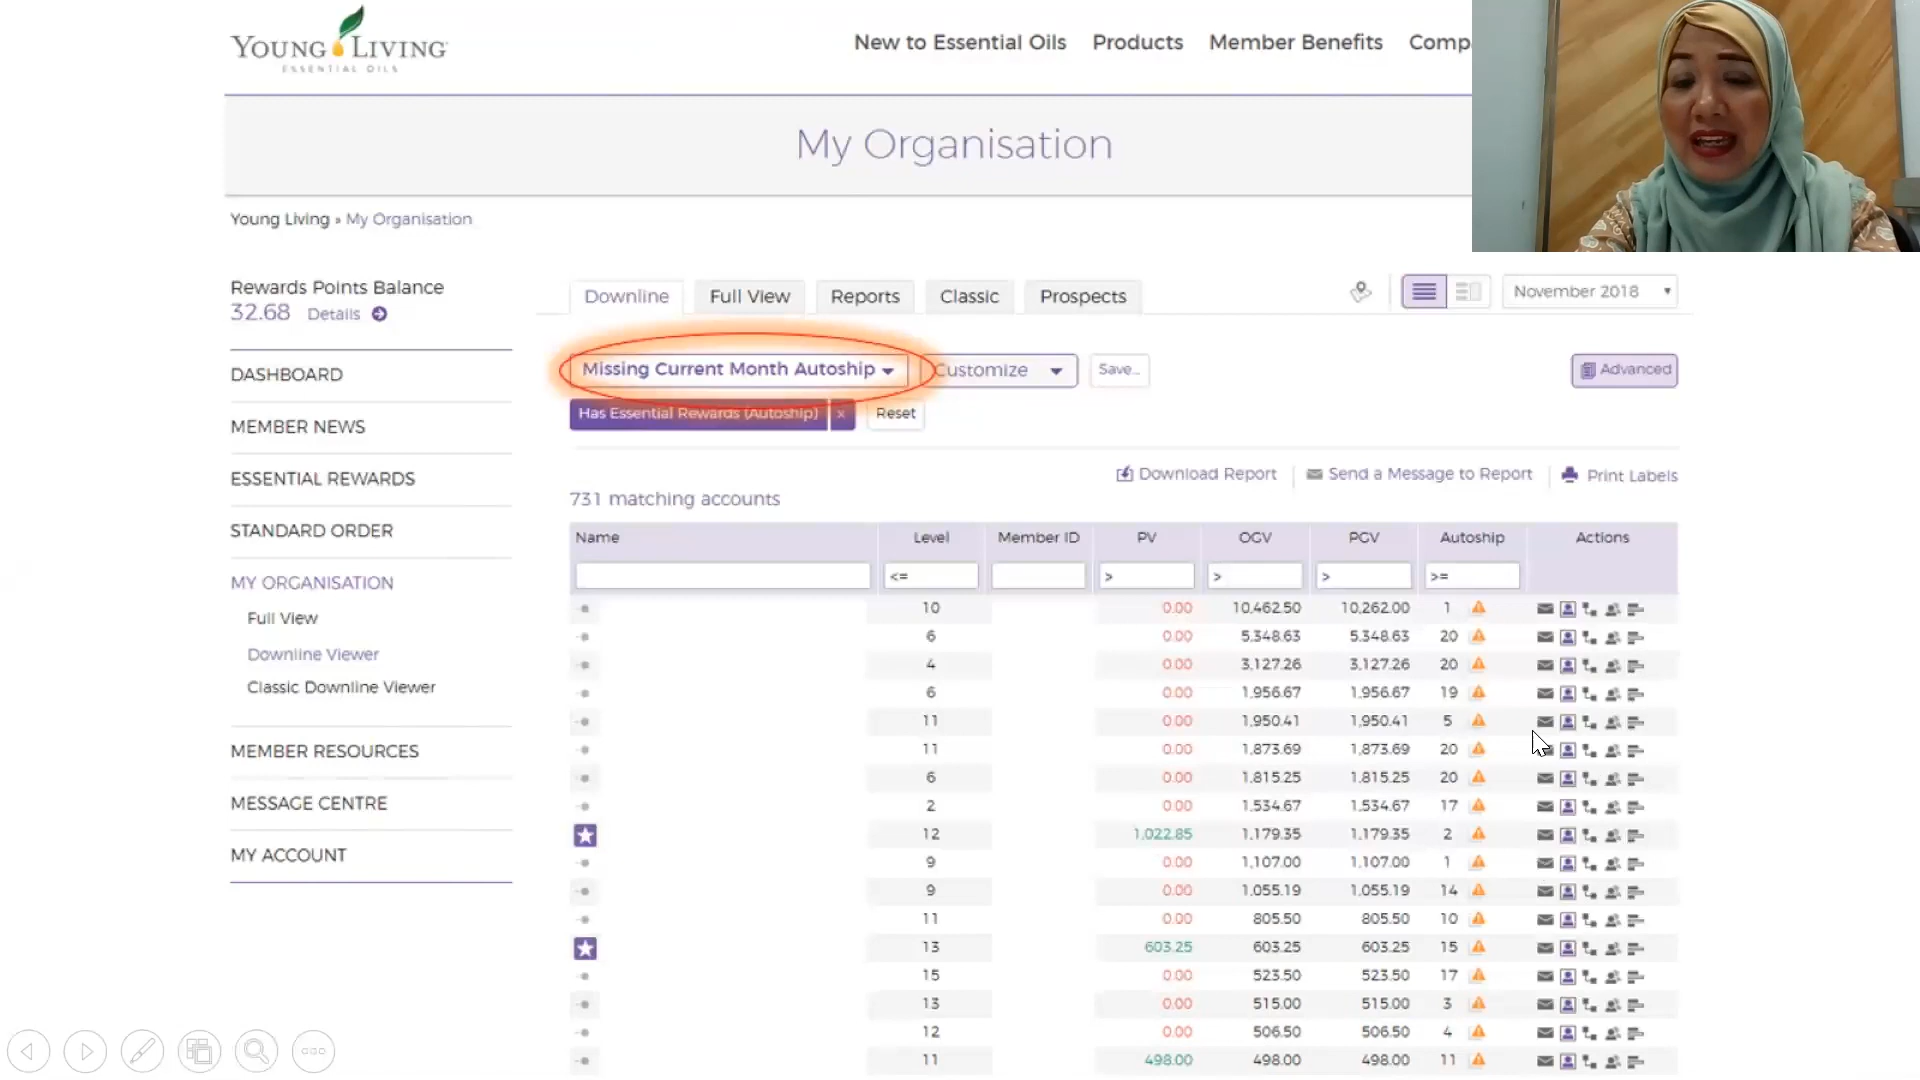 YOUNG LIVING
ESSENTIAL OILS
New to Essential Oils Products Member Benefits Comp
My Organisation
Young Living » My Organisation
Rewards Points Balance
32.68 Details
DASHBOARD
MEMBER NEWS
ESSENTIAL REWARDS
STANDARD ORDER
MY ORGANISATION
Full View
Downline Viewer
Classic Downline Viewer
MEMBER RESOURCES
MESSAGE CENTRE
MY ACCOUNT
Downline Full View Reports Classic Prospects November 2018
Missing Current Month Autoship Customize Save... Advanced
Has Essential Rewards (Autoship) x Reset
Download Report Send a Message to Report Print Labels
731 matching accounts
Name Level Member ID PV OGV PGV Autoship Actions
<= > > > >=
10 0.00 10,462.50 10,262.00 1
6 0.00 5,348.63 5,348.63 20
4 0.00 3,127.26 3,127.26 20
6 0.00 1,956.67 1,956.67 19
11 0.00 1,950.41 1,950.41 5
11 0.00 1,873.69 1,873.69 20
6 0.00 1,815.25 1,815.25 20
2 0.00 1,534.67 1,534.67 17
12 1,022.85 1,179.35 1,179.35 2
9 0.00 1,107.00 1,107.00 1
9 0.00 1,055.19 1,055.19 14
11 0.00 805.50 805.50 10
13 603.25 603.25 603.25 15
15 0.00 523.50 523.50 17
13 0.00 515.00 515.00 3
12 0.00 506.50 506.50 4
11 498.00 498.00 498.00 11